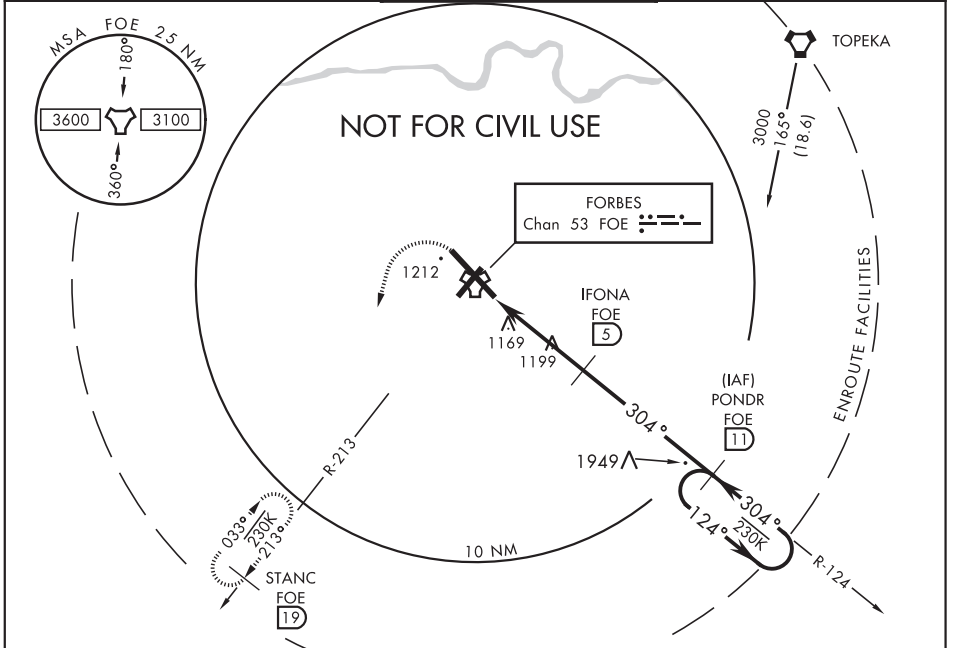 MSA FOE 25 NM
180°
3600
3100
360°
NOT FOR CIVIL USE
TOPEKA
3000
165°
(18.6)
FORBES
Chan 53 FOE
1212
IFONA
FOE
5
1169
1199
ENROUTE FACILITIES
(IAF)
PONDR
FOE
11
304°
1949
R-213
304°
230K
124°
033°
230K
213°
10 NM
R-124
STANC
FOE
19